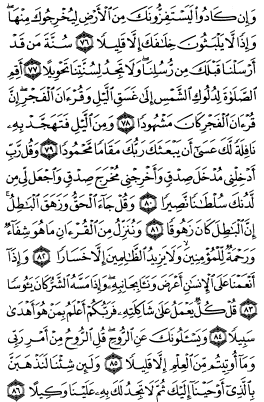 وَإِن كَادُوا۟ لَيَسْتَفِزُّونَكَ مِنَ ٱلْأَرْضِ لِيُخْرِجُوكَ مِنْهَا ۖ
وَإِذًا لَّا يَلْبَثُونَ خِلَـٰفَكَ إِلَّا قَلِيلًا ﴿٧٦﴾ سُنَّةَ مَن قَدْ
أَرْسَلْنَا قَبْلَكَ مِن رُّسُلِنَا ۖ وَلَا تَجِدُ لِسُنَّتِنَا تَحْوِيلًا ﴿٧٧﴾ أَقِمِ
ٱلصَّلَوٰةَ لِدُلُوكِ ٱلشَّمْسِ إِلَىٰ غَسَقِ ٱلَّيْلِ وَقُرْءَانَ ٱلْفَجْرِ ۖ إِنَّ
قُرْءَانَ ٱلْفَجْرِ كَانَ مَشْهُودًا ﴿٧٨﴾ وَمِنَ ٱلَّيْلِ فَتَهَجَّدْ بِهِۦ
نَافِلَةً لَّكَ عَسَىٰٓ أَن يَبْعَثَكَ رَبُّكَ مَقَامًا مَّحْمُودًا ﴿٧٩﴾ وَقُل رَّبِّ
أَدْخِلْنِى مُدْخَلَ صِدْقٍ وَأَخْرِجْنِى مُخْرَجَ صِدْقٍ وَٱجْعَل لِّى مِن
لَّدُنكَ سُلْطَـٰنًا نَّصِيرًا ﴿٨٠﴾ وَقُلْ جَآءَ ٱلْحَقُّ وَزَهَقَ ٱلْبَـٰطِلُ ۚ
إِنَّ ٱلْبَـٰطِلَ كَانَ زَهُوقًا ﴿٨١﴾ وَنُنَزِّلُ مِنَ ٱلْقُرْءَانِ مَا هُوَ شِفَآءٌ
وَرَحْمَةٌ لِّلْمُؤْمِنِينَ ۙ وَلَا يَزِيدُ ٱلظَّـٰلِمِينَ إِلَّا خَسَارًا ﴿٨٢﴾ وَإِذَآ
أَنْعَمْنَا عَلَى ٱلْإِنسَـٰنِ أَعْرَضَ وَنَـَٔا بِجَانِبِهِۦ ۖ وَإِذَا مَسَّهُ ٱلشَّرُّ كَانَ يَـُٔوسًا
﴿٨٣﴾ قُلْ كُلٌّ يَعْمَلُ عَلَىٰ شَاكِلَتِهِۦ فَرَبُّكُمْ أَعْلَمُ بِمَنْ هُوَ أَهْدَىٰ
سَبِيلًا ﴿٨٤﴾ وَيَسْـَٔلُونَكَ عَنِ ٱلرُّوحِ ۖ قُلِ ٱلرُّوحُ مِنْ أَمْرِ رَبِّى
وَمَآ أُوتِيتُم مِّنَ ٱلْعِلْمِ إِلَّا قَلِيلًا ﴿٨٥﴾ وَلَئِن شِئْنَا لَنَذْهَبَنَّ
بِٱلَّذِىٓ أَوْحَيْنَآ إِلَيْكَ ثُمَّ لَا تَجِدُ لَكَ بِهِۦ عَلَيْنَا وَكِيلًا ﴿٨٦﴾